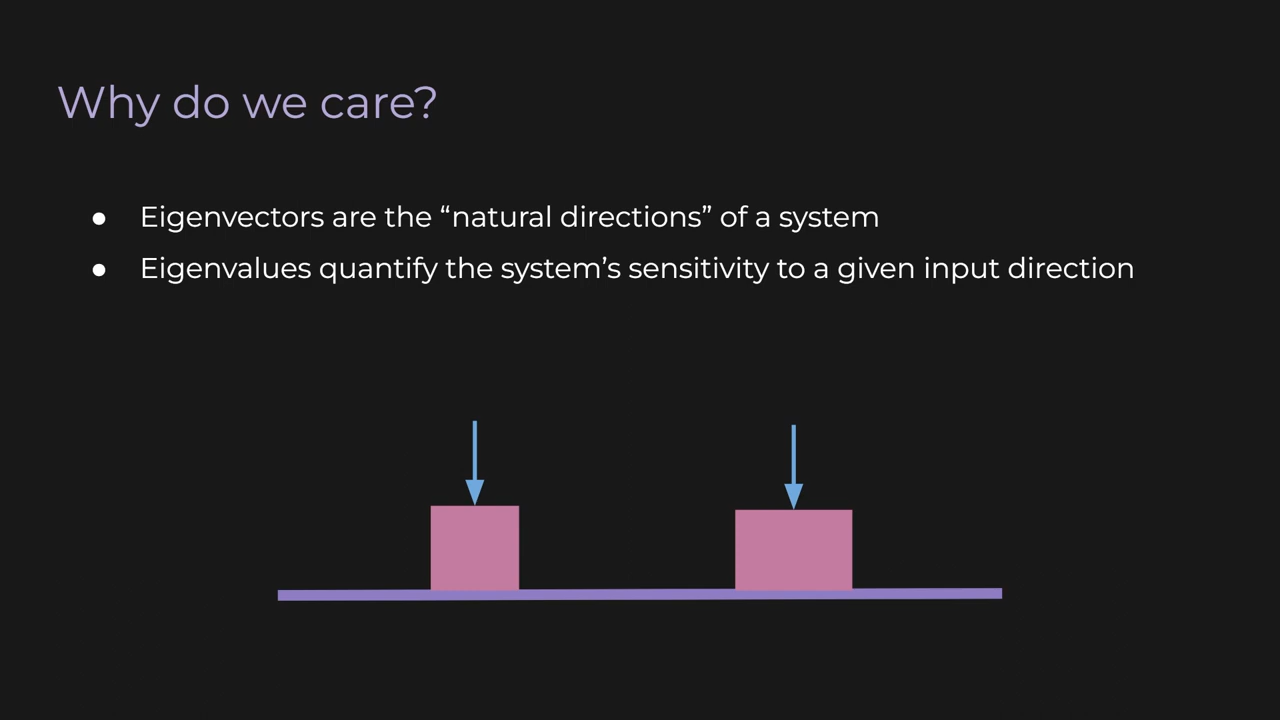 Why do we care?
● Eigenvectors are the “natural directions” of a system
● Eigenvalues quantify the system’s sensitivity to a given input direction